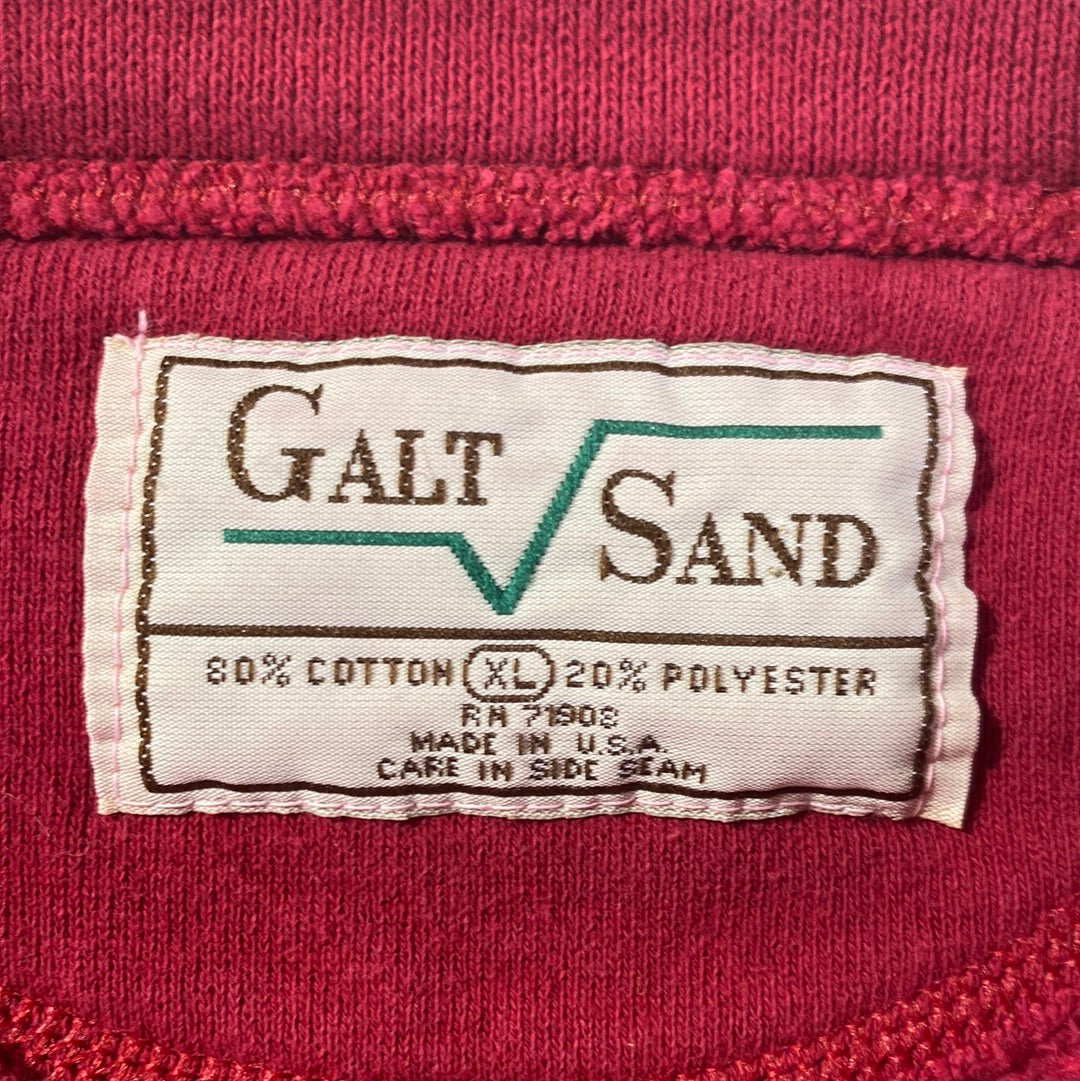 GALT
SAND
80% COTTON XL 20% POLYESTER
RN 71908
MADE IN U.S.A.
CARE IN SIDE SEAM